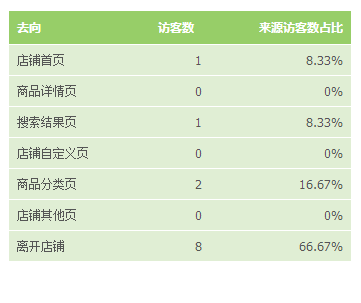 去向 访客数 来源访客数占比
店铺首页 1 8.33%
商品详情页 0 0%
搜索结果页 1 8.33%
店铺自定义页 0 0%
商品分类页 2 16.67%
店铺其他页 0 0%
离开店铺 8 66.67%